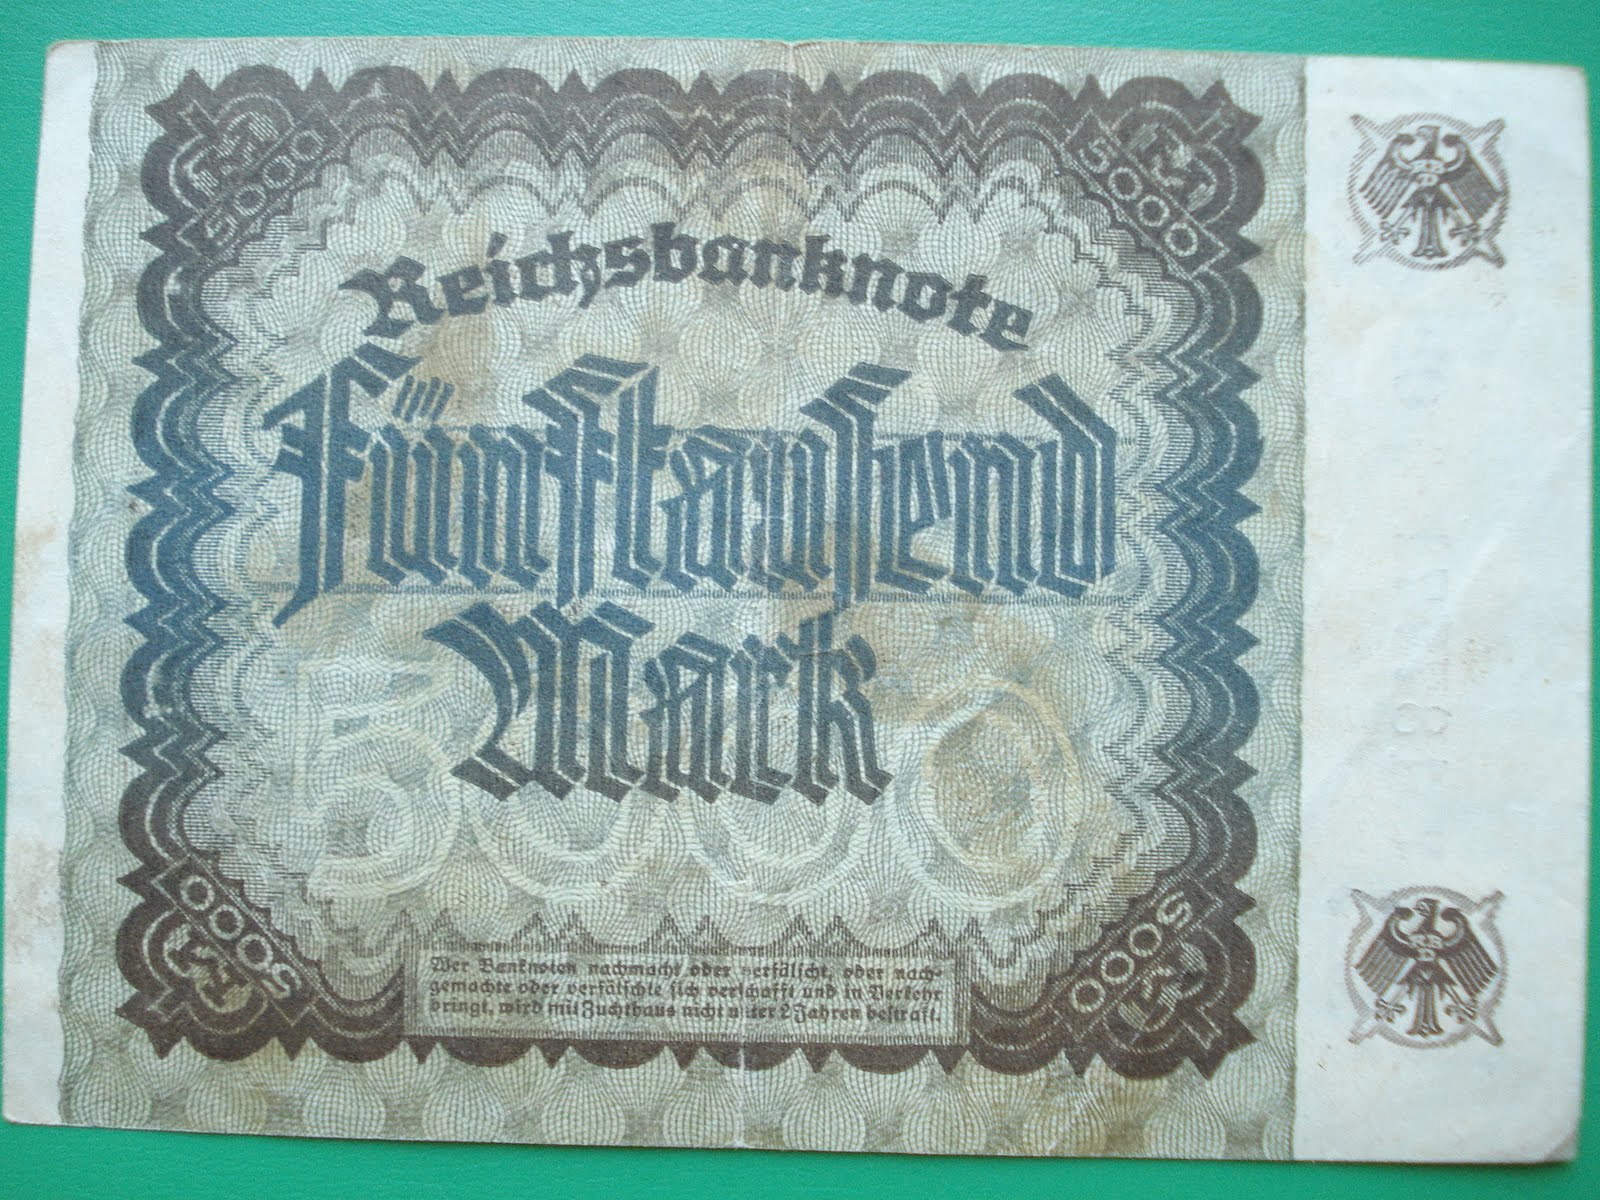 5000
5000
Reichsbanknote
Fünftausend
Mark
5000
5000
5000
Wer Banknoten nachmacht oder verfälscht, oder nach-
gemachte oder verfälschte sich verschafft und in Verkehr
bringt, wird mit Zuchthaus nicht unter 2 Jahren bestraft.